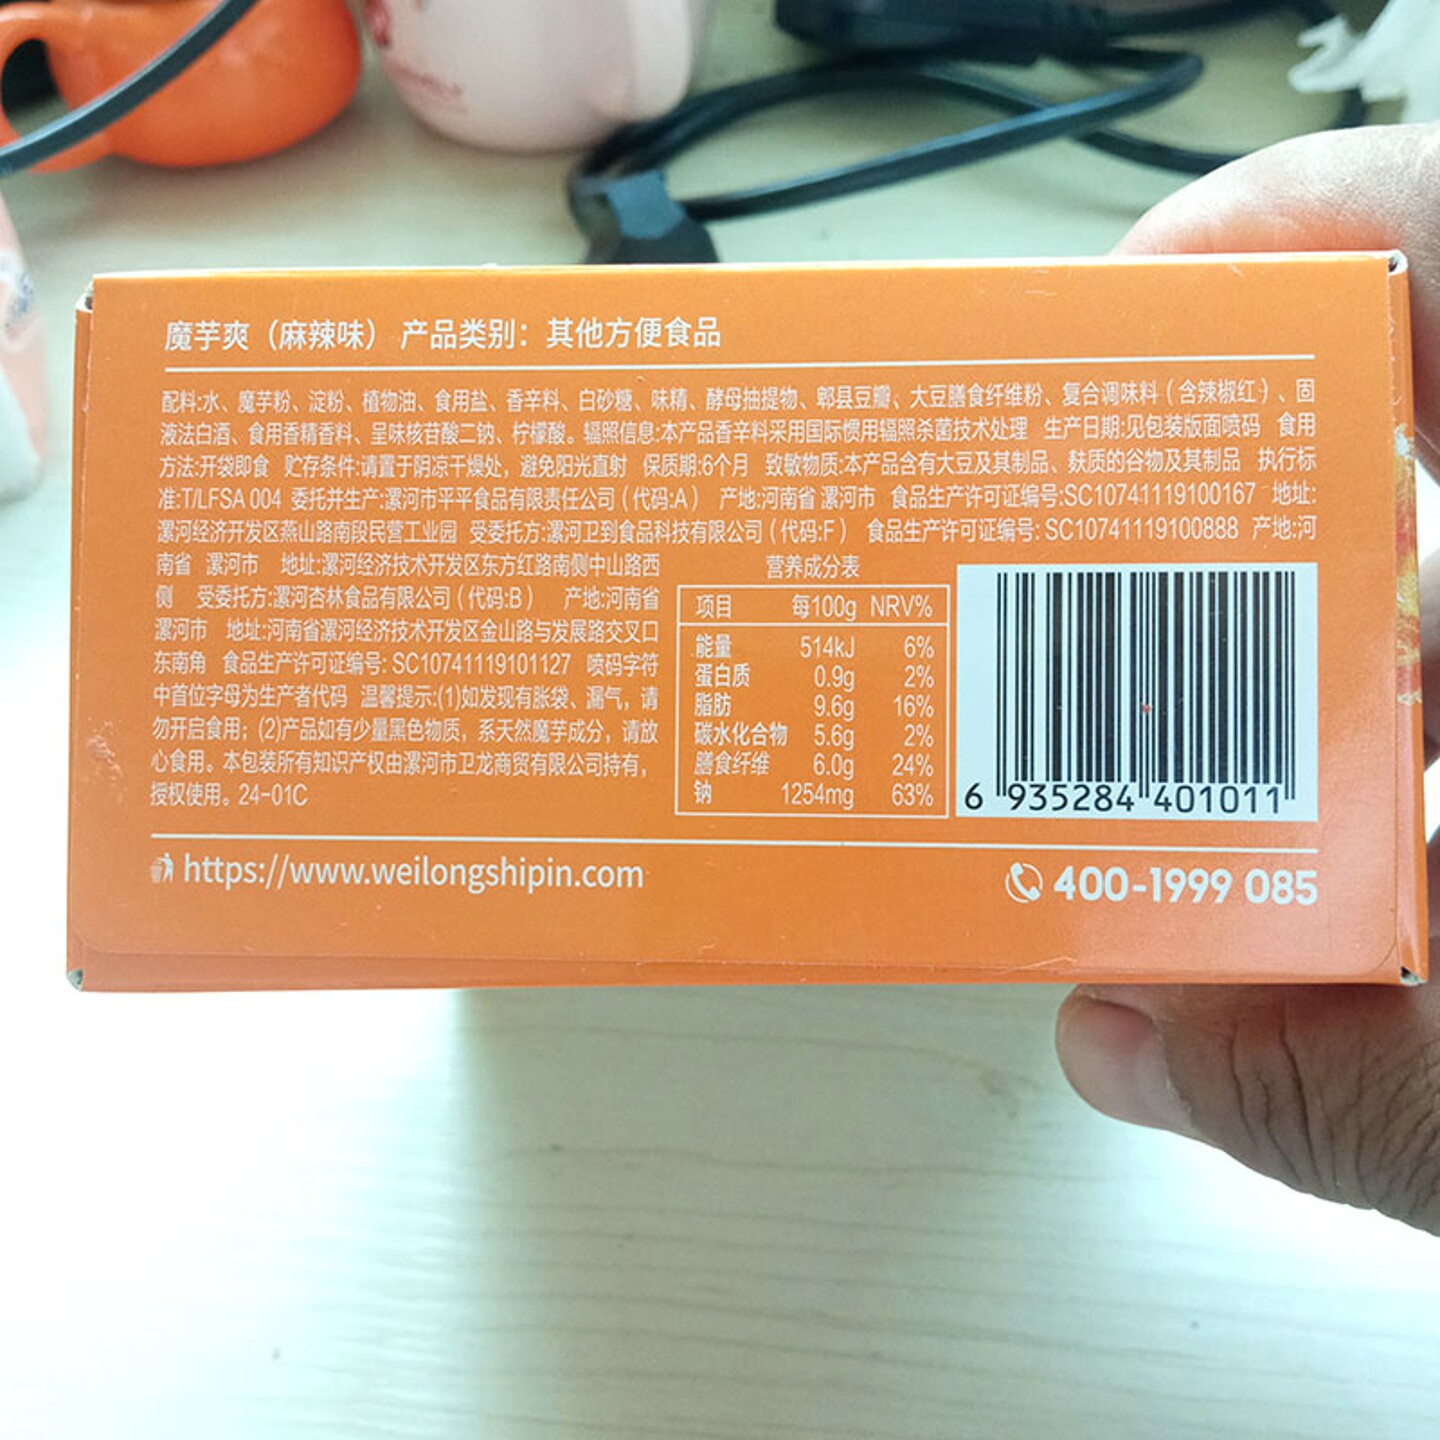 魔芋爽（麻辣味） 产品类别：其他方便食品
配料:水、魔芋粉、淀粉、植物油、食用盐、香辛料、白砂糖、味精、酵母抽提物、郫县豆瓣、大豆膳食纤维粉、复合调味料（含辣椒红）、固
液法白酒、食用香精香料、呈味核苷酸二钠、柠檬酸。辐照信息:本产品香辛料采用国际惯用辐照杀菌技术处理 生产日期:见包装版面喷码 食用
方法:开袋即食 贮存条件:请置于阴凉干燥处，避免阳光直射 保质期:6个月 致敏物质:本产品含有大豆及其制品、麸质的谷物及其制品 执行标
准:T/LFSA 004 委托并生产:漯河市平平食品有限责任公司（代码:A） 产地:河南省 漯河市 食品生产许可证编号:SC10741119100167 地址:
漯河经济开发区燕山路南段民营工业园 受委托方:漯河卫到食品科技有限公司（代码:F） 食品生产许可证编号: SC10741119100888 产地:河
南省 漯河市 地址:漯河经济技术开发区东方红路南侧中山路西
侧 受委托方:漯河杏林食品有限公司（代码:B） 产地:河南省
漯河市 地址:河南省漯河经济技术开发区金山路与发展路交叉口
东南角 食品生产许可证编号: SC10741119101127 喷码字符
中首位字母为生产者代码 温馨提示:(1)如发现有胀袋、漏气，请
勿开启食用；(2)产品如有少量黑色物质，系天然魔芋成分，请放
心食用。本包装所有知识产权由漯河市卫龙商贸有限公司持有，
授权使用。24-01C
营养成分表
项目 每100g NRV%
能量 514kJ 6%
蛋白质 0.9g 2%
脂肪 9.6g 16%
碳水化合物 5.6g 2%
膳食纤维 6.0g 24%
钠 1254mg 63%
6 935284 401011
https://www.weilongshipin.com
400-1999 085